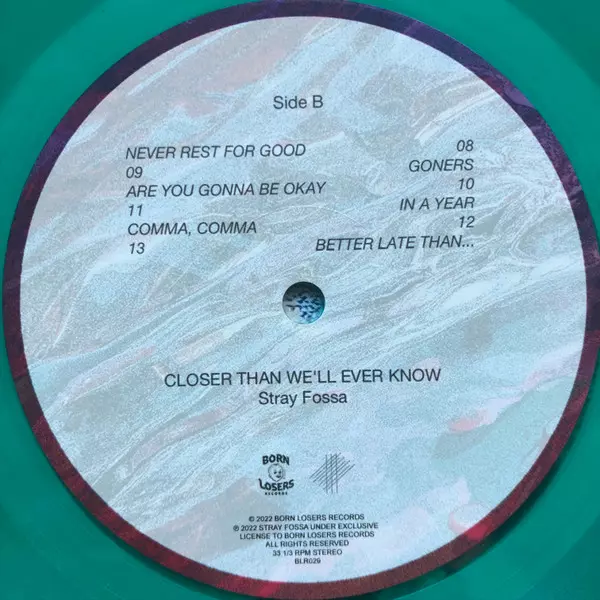 Side B
NEVER REST FOR GOOD 08
09 GONERS
ARE YOU GONNA BE OKAY 10
11 IN A YEAR
COMMA, COMMA 12
13 BETTER LATE THAN...
CLOSER THAN WE'LL EVER KNOW
Stray Fossa
BORN
LOSERS
RECORDS
© 2022 BORN LOSERS RECORDS
℗ 2022 STRAY FOSSA UNDER EXCLUSIVE
LICENSE TO BORN LOSERS RECORDS
ALL RIGHTS RESERVED
33 1/3 RPM STEREO
BLR029